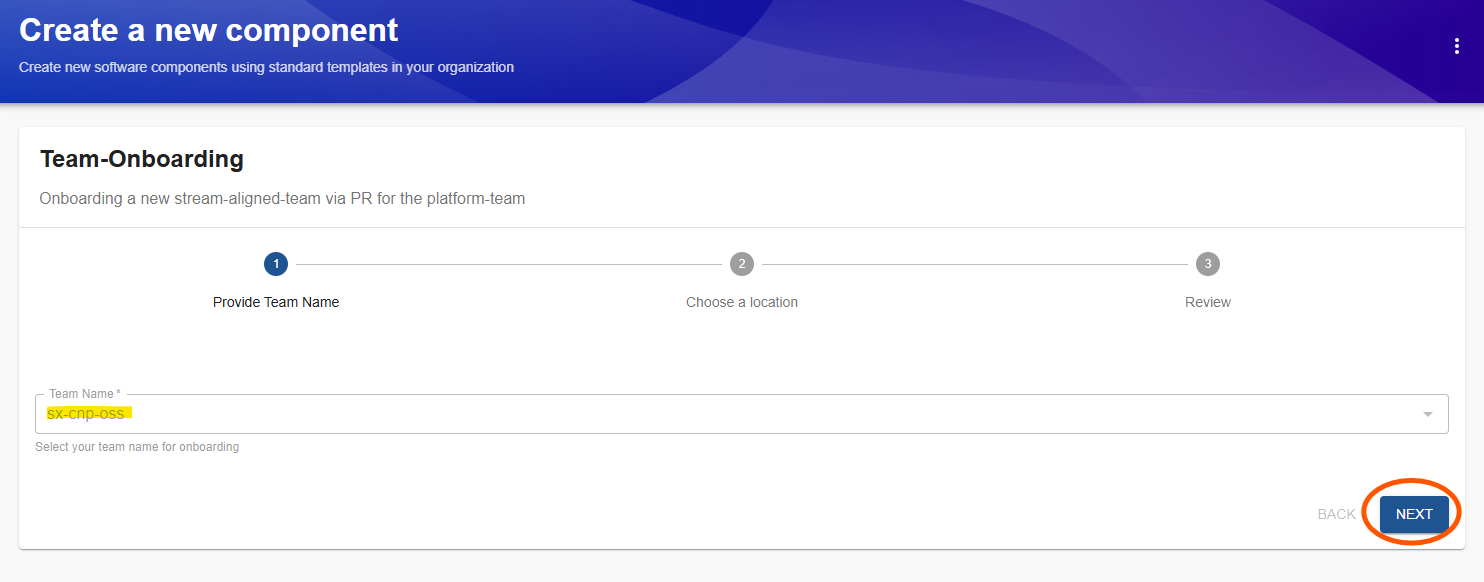 Create a new component
Create new software components using standard templates in your organization
Team-Onboarding
Onboarding a new stream-aligned-team via PR for the platform-team
1
2
3
Provide Team Name
Choose a location
Review
Team Name *
sx-cnp-oss
Select your team name for onboarding
BACK
NEXT